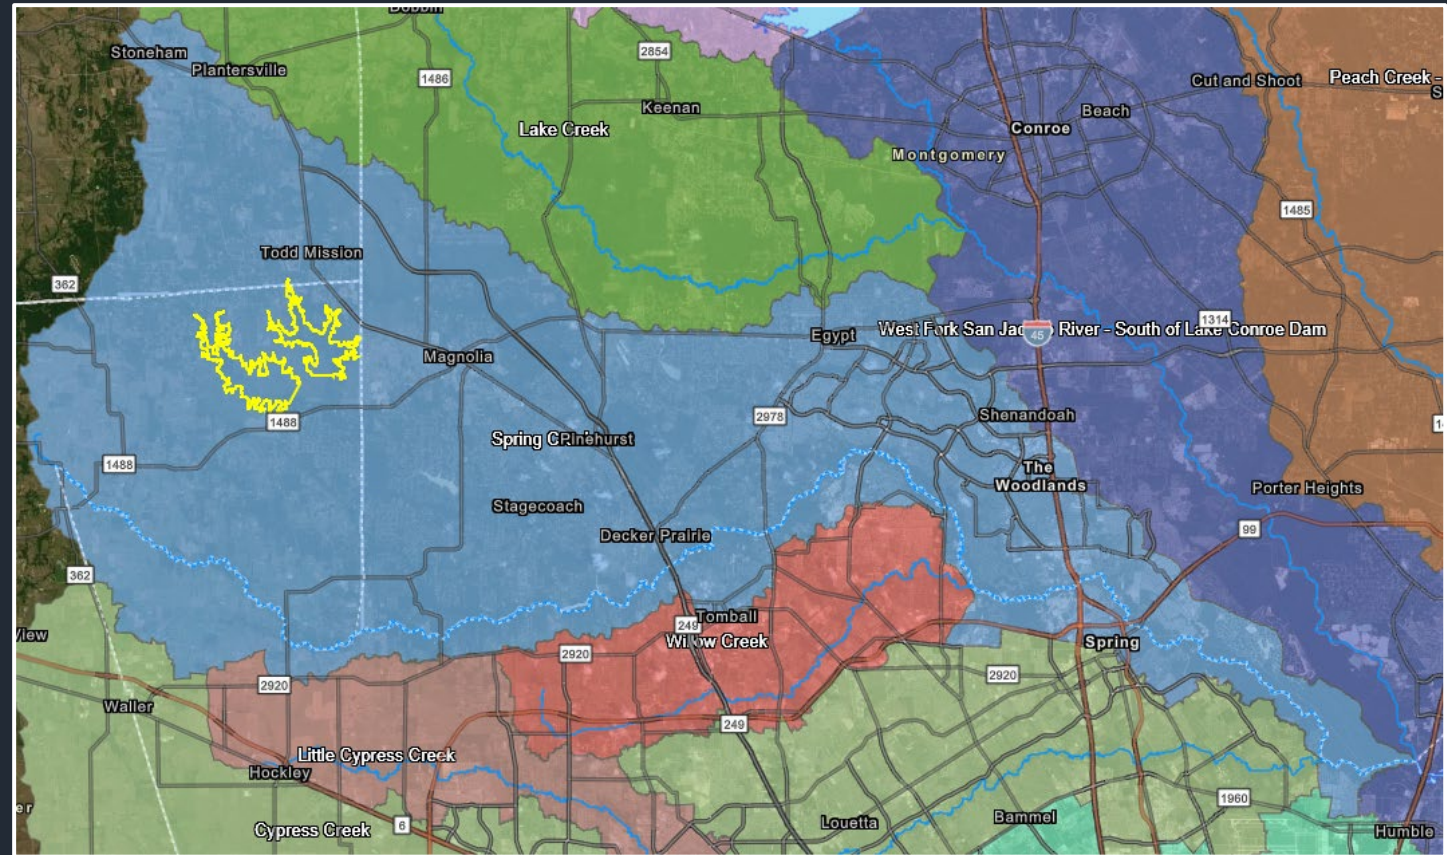 Dobbin
Stoneham
Plantersville
1486
2854
Keenan
Lake Creek
Cut and Shoot
Peach Creek -
Beach
Conroe
Montgomery
1485
Todd Mission
362
1314
Egypt
West Fork San Jac River - South of Lake Conroe Dam
45
Magnolia
1488
2978
Shenandoah
Spring C
Pinehurst
1488
The
Woodlands
Porter Heights
Stagecoach
Decker Prairie
99
362
Tomball
249
Willow Creek
2920
Spring
2920
2920
Waller
249
Little Cypress Creek
Hockley
1960
Cypress Creek
6
Louetta
Bammel
Humble